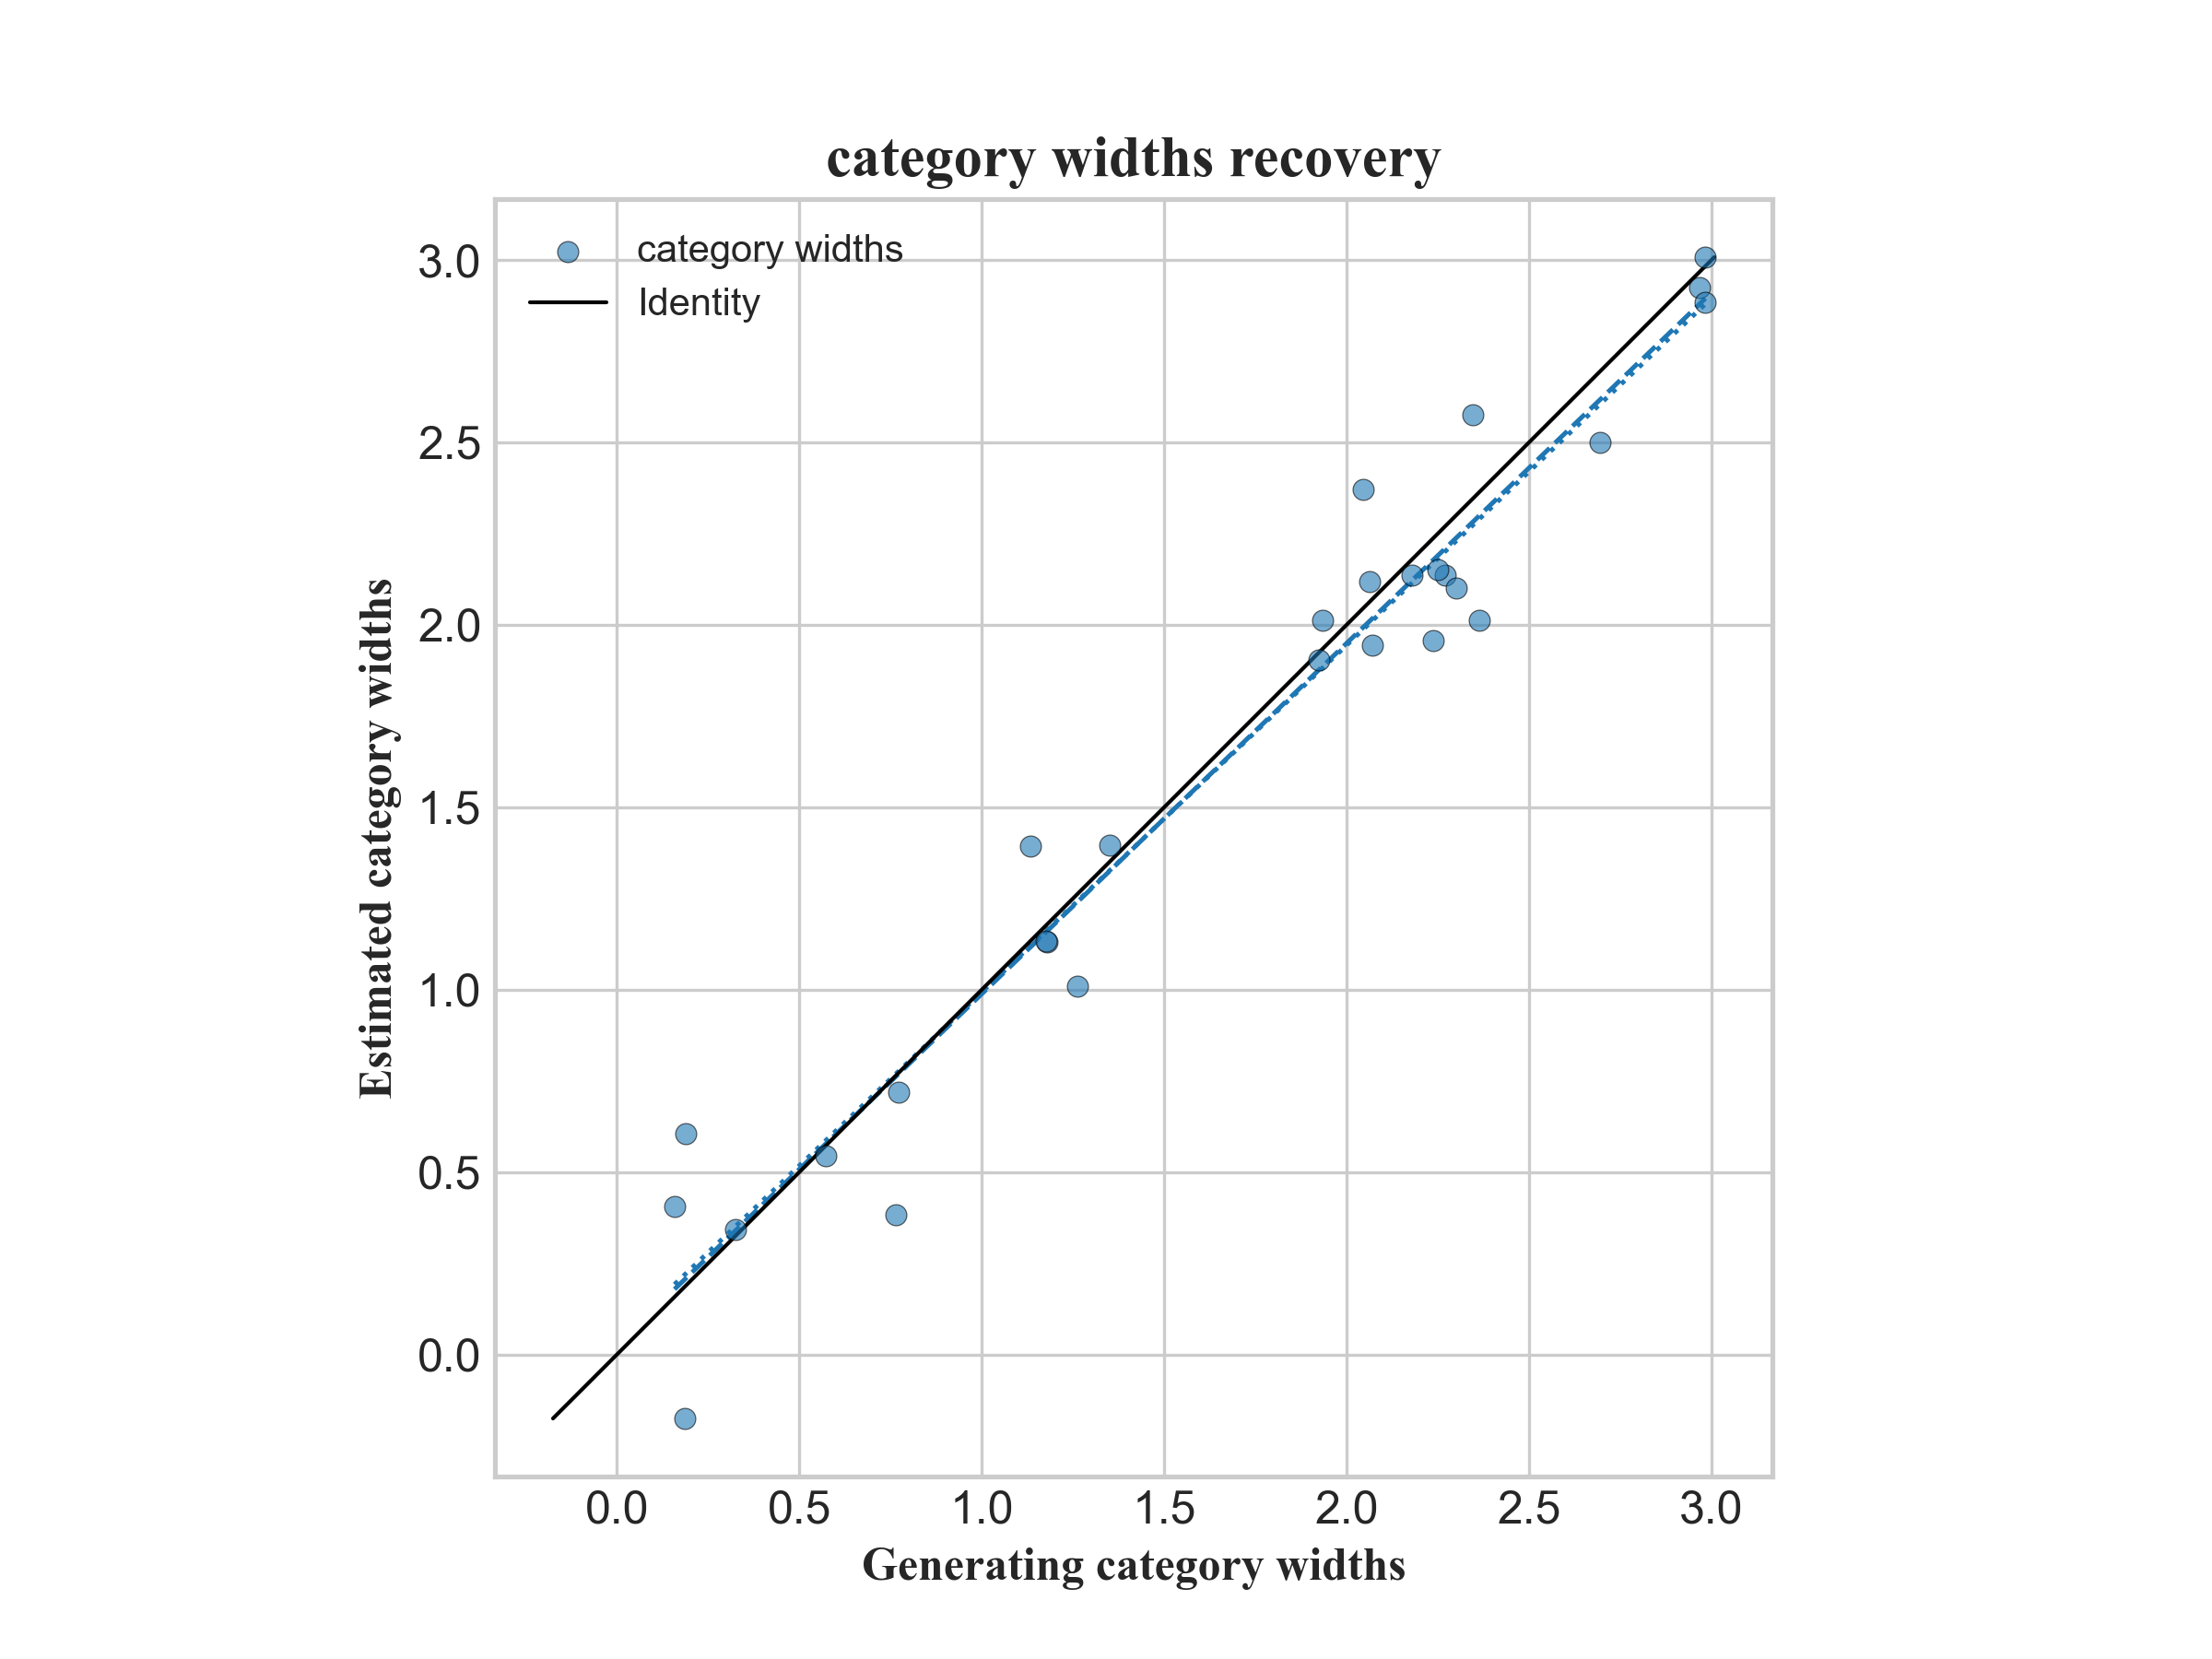 category widths recovery
category widths
Identity
3.0
2.5
2.0
1.5
1.0
0.5
0.0
Estimated category widths
0.0 0.5 1.0 1.5 2.0 2.5 3.0
Generating category widths